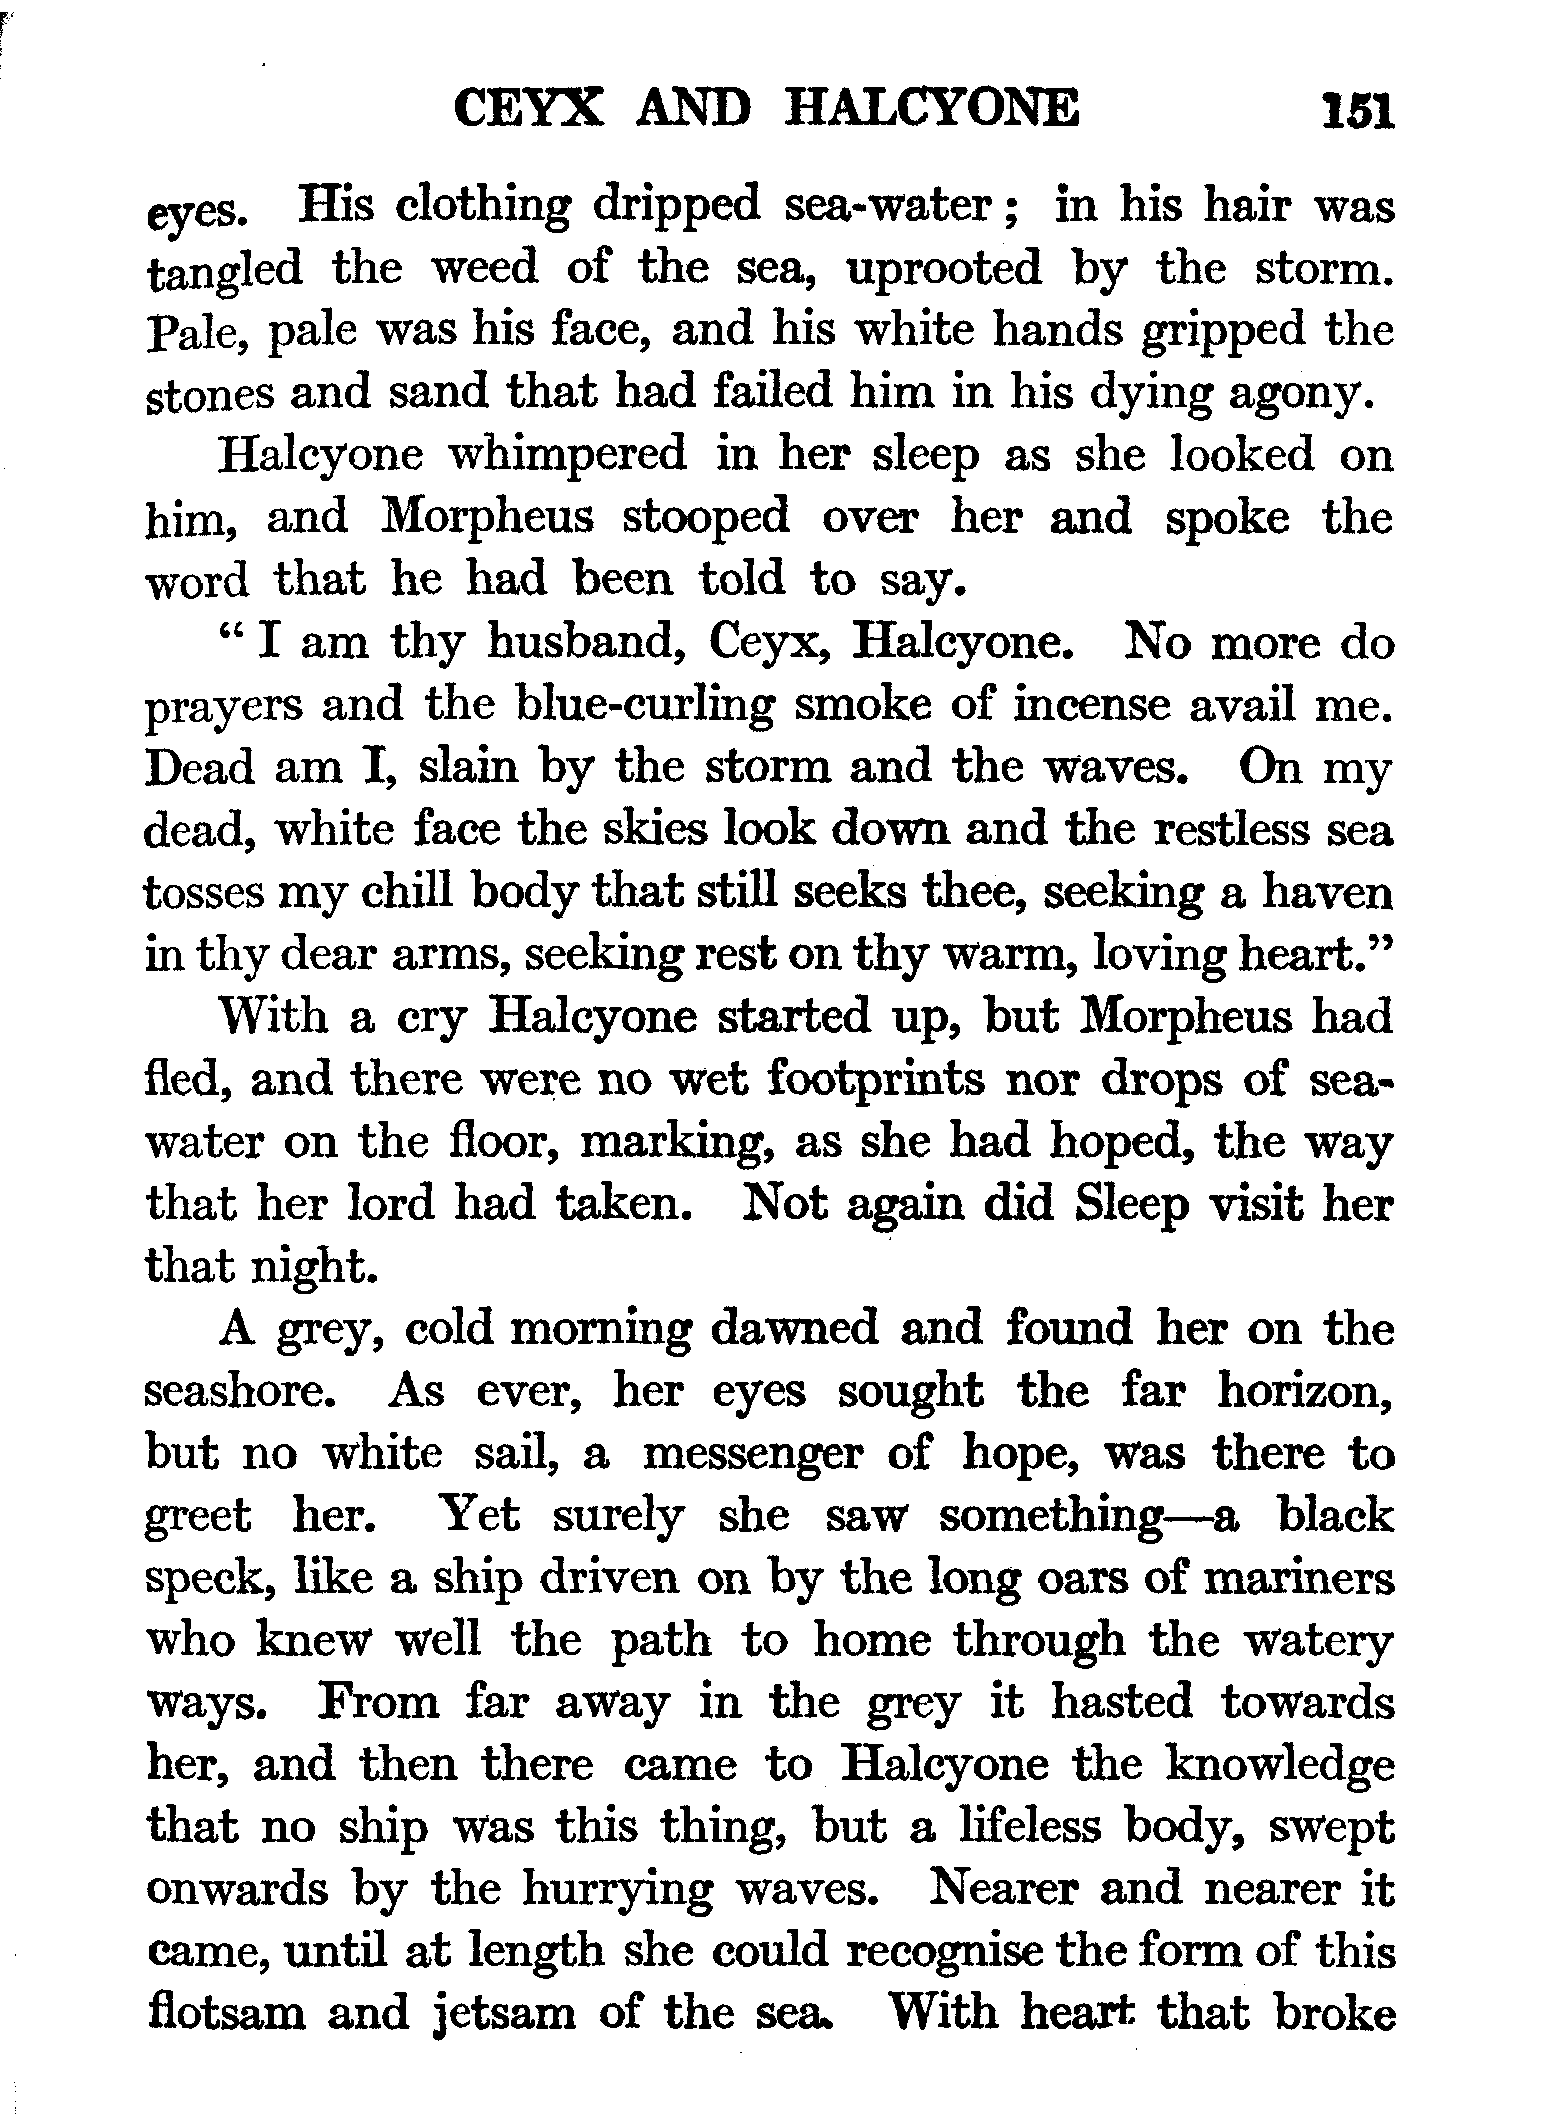 CEYX AND HALCYONE 151
eyes. His clothing dripped sea-water; in his hair was
tangled the weed of the sea, uprooted by the storm.
Pale, pale was his face, and his white hands gripped the
stones and sand that had failed him in his dying agony.
Halcyone whimpered in her sleep as she looked on
him, and Morpheus stooped over her and spoke the
word that he had been told to say.
“I am thy husband, Ceyx, Halcyone. No more do
prayers and the blue-curling smoke of incense avail me.
Dead am I, slain by the storm and the waves. On my
dead, white face the skies look down and the restless sea
tosses my chill body that still seeks thee, seeking a haven
in thy dear arms, seeking rest on thy warm, loving heart.”
With a cry Halcyone started up, but Morpheus had
fled, and there were no wet footprints nor drops of sea-
water on the floor, marking, as she had hoped, the way
that her lord had taken. Not again did Sleep visit her
that night.
A grey, cold morning dawned and found her on the
seashore. As ever, her eyes sought the far horizon,
but no white sail, a messenger of hope, was there to
greet her. Yet surely she saw something—a black
speck, like a ship driven on by the long oars of mariners
who knew well the path to home through the watery
ways. From far away in the grey it hasted towards
her, and then there came to Halcyone the knowledge
that no ship was this thing, but a lifeless body, swept
onwards by the hurrying waves. Nearer and nearer it
came, until at length she could recognise the form of this
flotsam and jetsam of the sea. With heart that broke